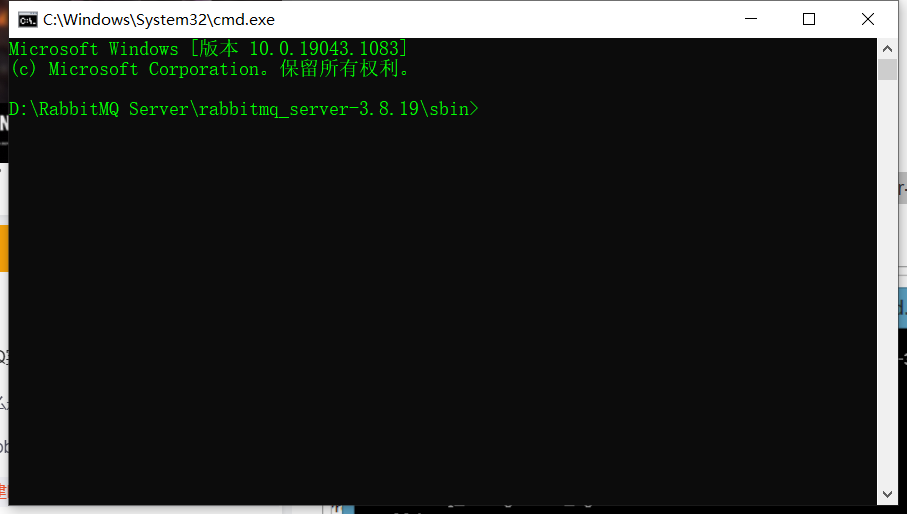 C:\Windows\System32\cmd.exe
Microsoft Windows [版本 10.0.19043.1083]
(c) Microsoft Corporation。保留所有权利。
D:\RabbitMQ Server\rabbitmq_server-3.8.19\sbin>